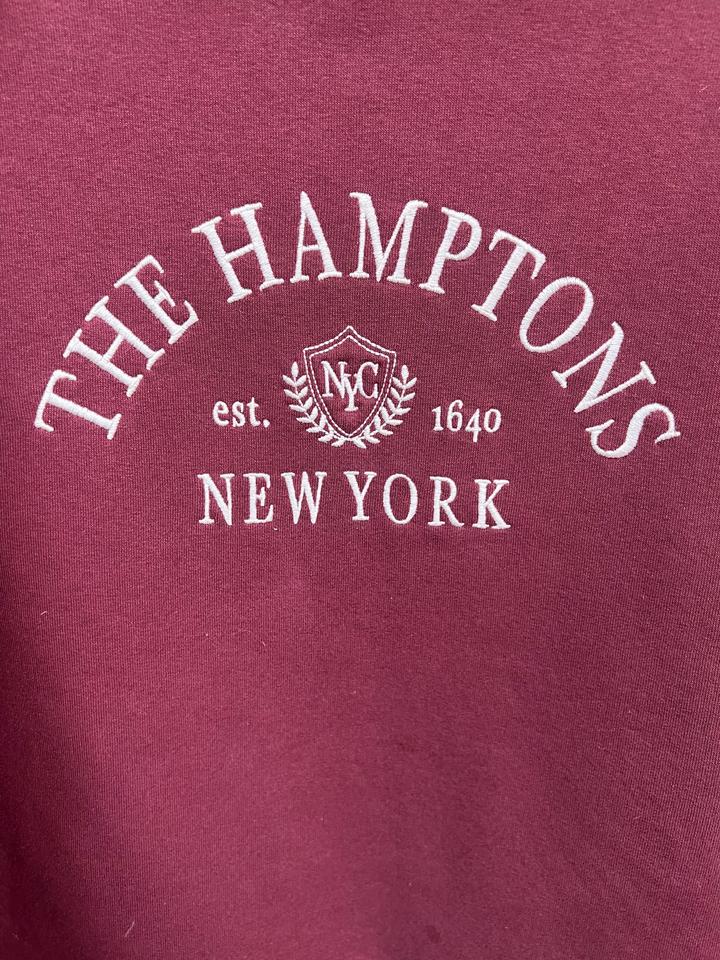 THE HAMPTONS
est. NYC 1640
NEW YORK